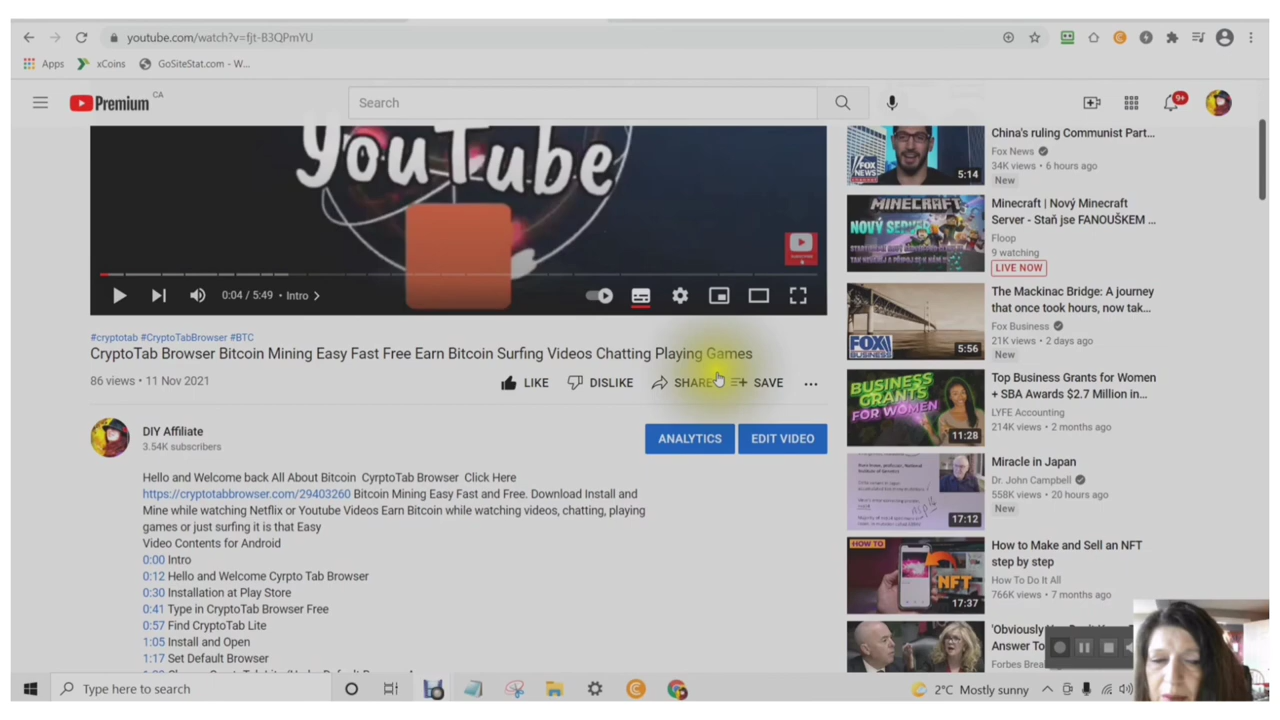 youtube.com/watch?v=fjt-B3QPmYU
Apps
xCoins
GoSiteStat.com - W...
Premium CA
Search
9+
YouTube
0:04 / 5:49 • Intro
#cryptotab #CryptoTabBrowser #BTC
CryptoTab Browser Bitcoin Mining Easy Fast Free Earn Bitcoin Surfing Videos Chatting Playing Games
86 views • 11 Nov 2021
LIKE DISLIKE SHARE SAVE ...
DIY Affiliate
3.54K subscribers
ANALYTICS EDIT VIDEO
Hello and Welcome back All About Bitcoin CyrpTab Browser Click Here
https://cryptotabbrowser.com/29403260 Bitcoin Mining Easy Fast and Free. Download Install and
Mine while watching Netflix or Youtube Videos Earn Bitcoin while watching videos, chatting, playing
games or just surfing it is that Easy
Video Contents for Android
0:00 Intro
0:12 Hello and Welcome Cyrpto Tab Browser
0:30 Installation at Play Store
0:41 Type in CryptoTab Browser Free
0:57 Find CryptoTab Lite
1:05 Install and Open
1:17 Set Default Browser
FOX NEWS
5:14
China's ruling Communist Part...
Fox News
34K views • 6 hours ago
New
MINECRAFT
NOVÝ SERVER
Minecraft | Nový Minecraft
Server - Staň jse FANOUŠKEM ...
Floop
9 watching
LIVE NOW
FOX BUSINESS
5:56
The Mackinac Bridge: A journey
that once took hours, now tak...
Fox Business
21K views • 2 days ago
New
BUSINESS
GRANTS
FOR WOMEN
11:28
Top Business Grants for Women
+ SBA Awards $2.7 Million in...
LYFE Accounting
214K views • 2 months ago
17:12
Miracle in Japan
Dr. John Campbell
558K views • 20 hours ago
New
HOW TO
NFT
17:37
How to Make and Sell an NFT
step by step
How To Do It All
766K views • 7 months ago
'Obviously
Answer To
Forbes Brea
Type here to search
2°C Mostly sunny